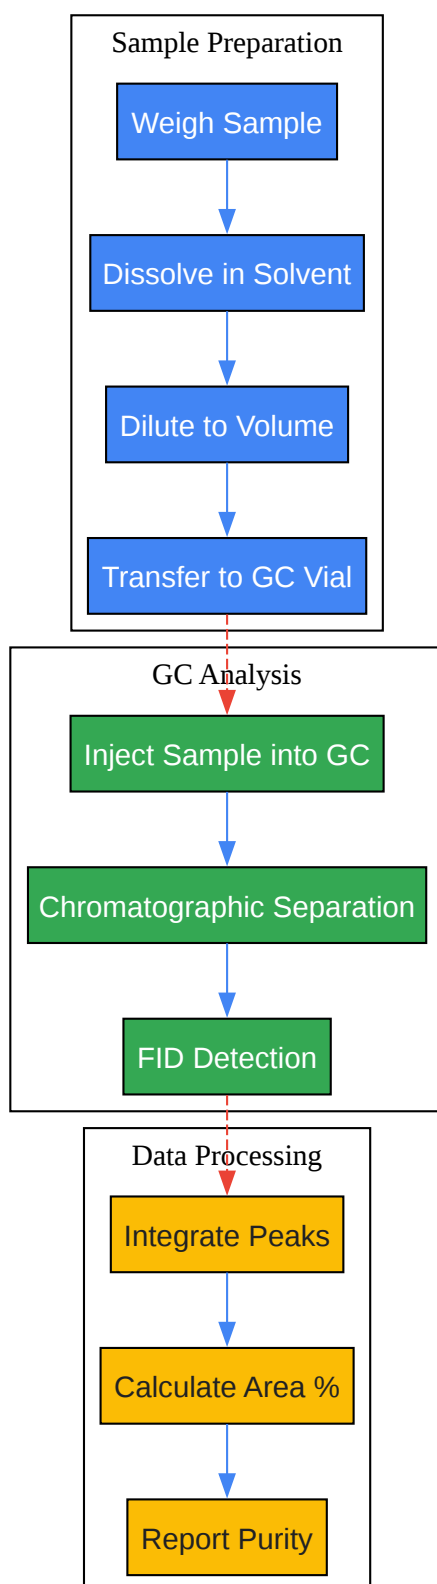 Sample Preparation
Weigh Sample
Dissolve in Solvent
Dilute to Volume
Transfer to GC Vial
GC Analysis
Inject Sample into GC
Chromatographic Separation
FID Detection
Data Processing
Integrate Peaks
Calculate Area %
Report Purity